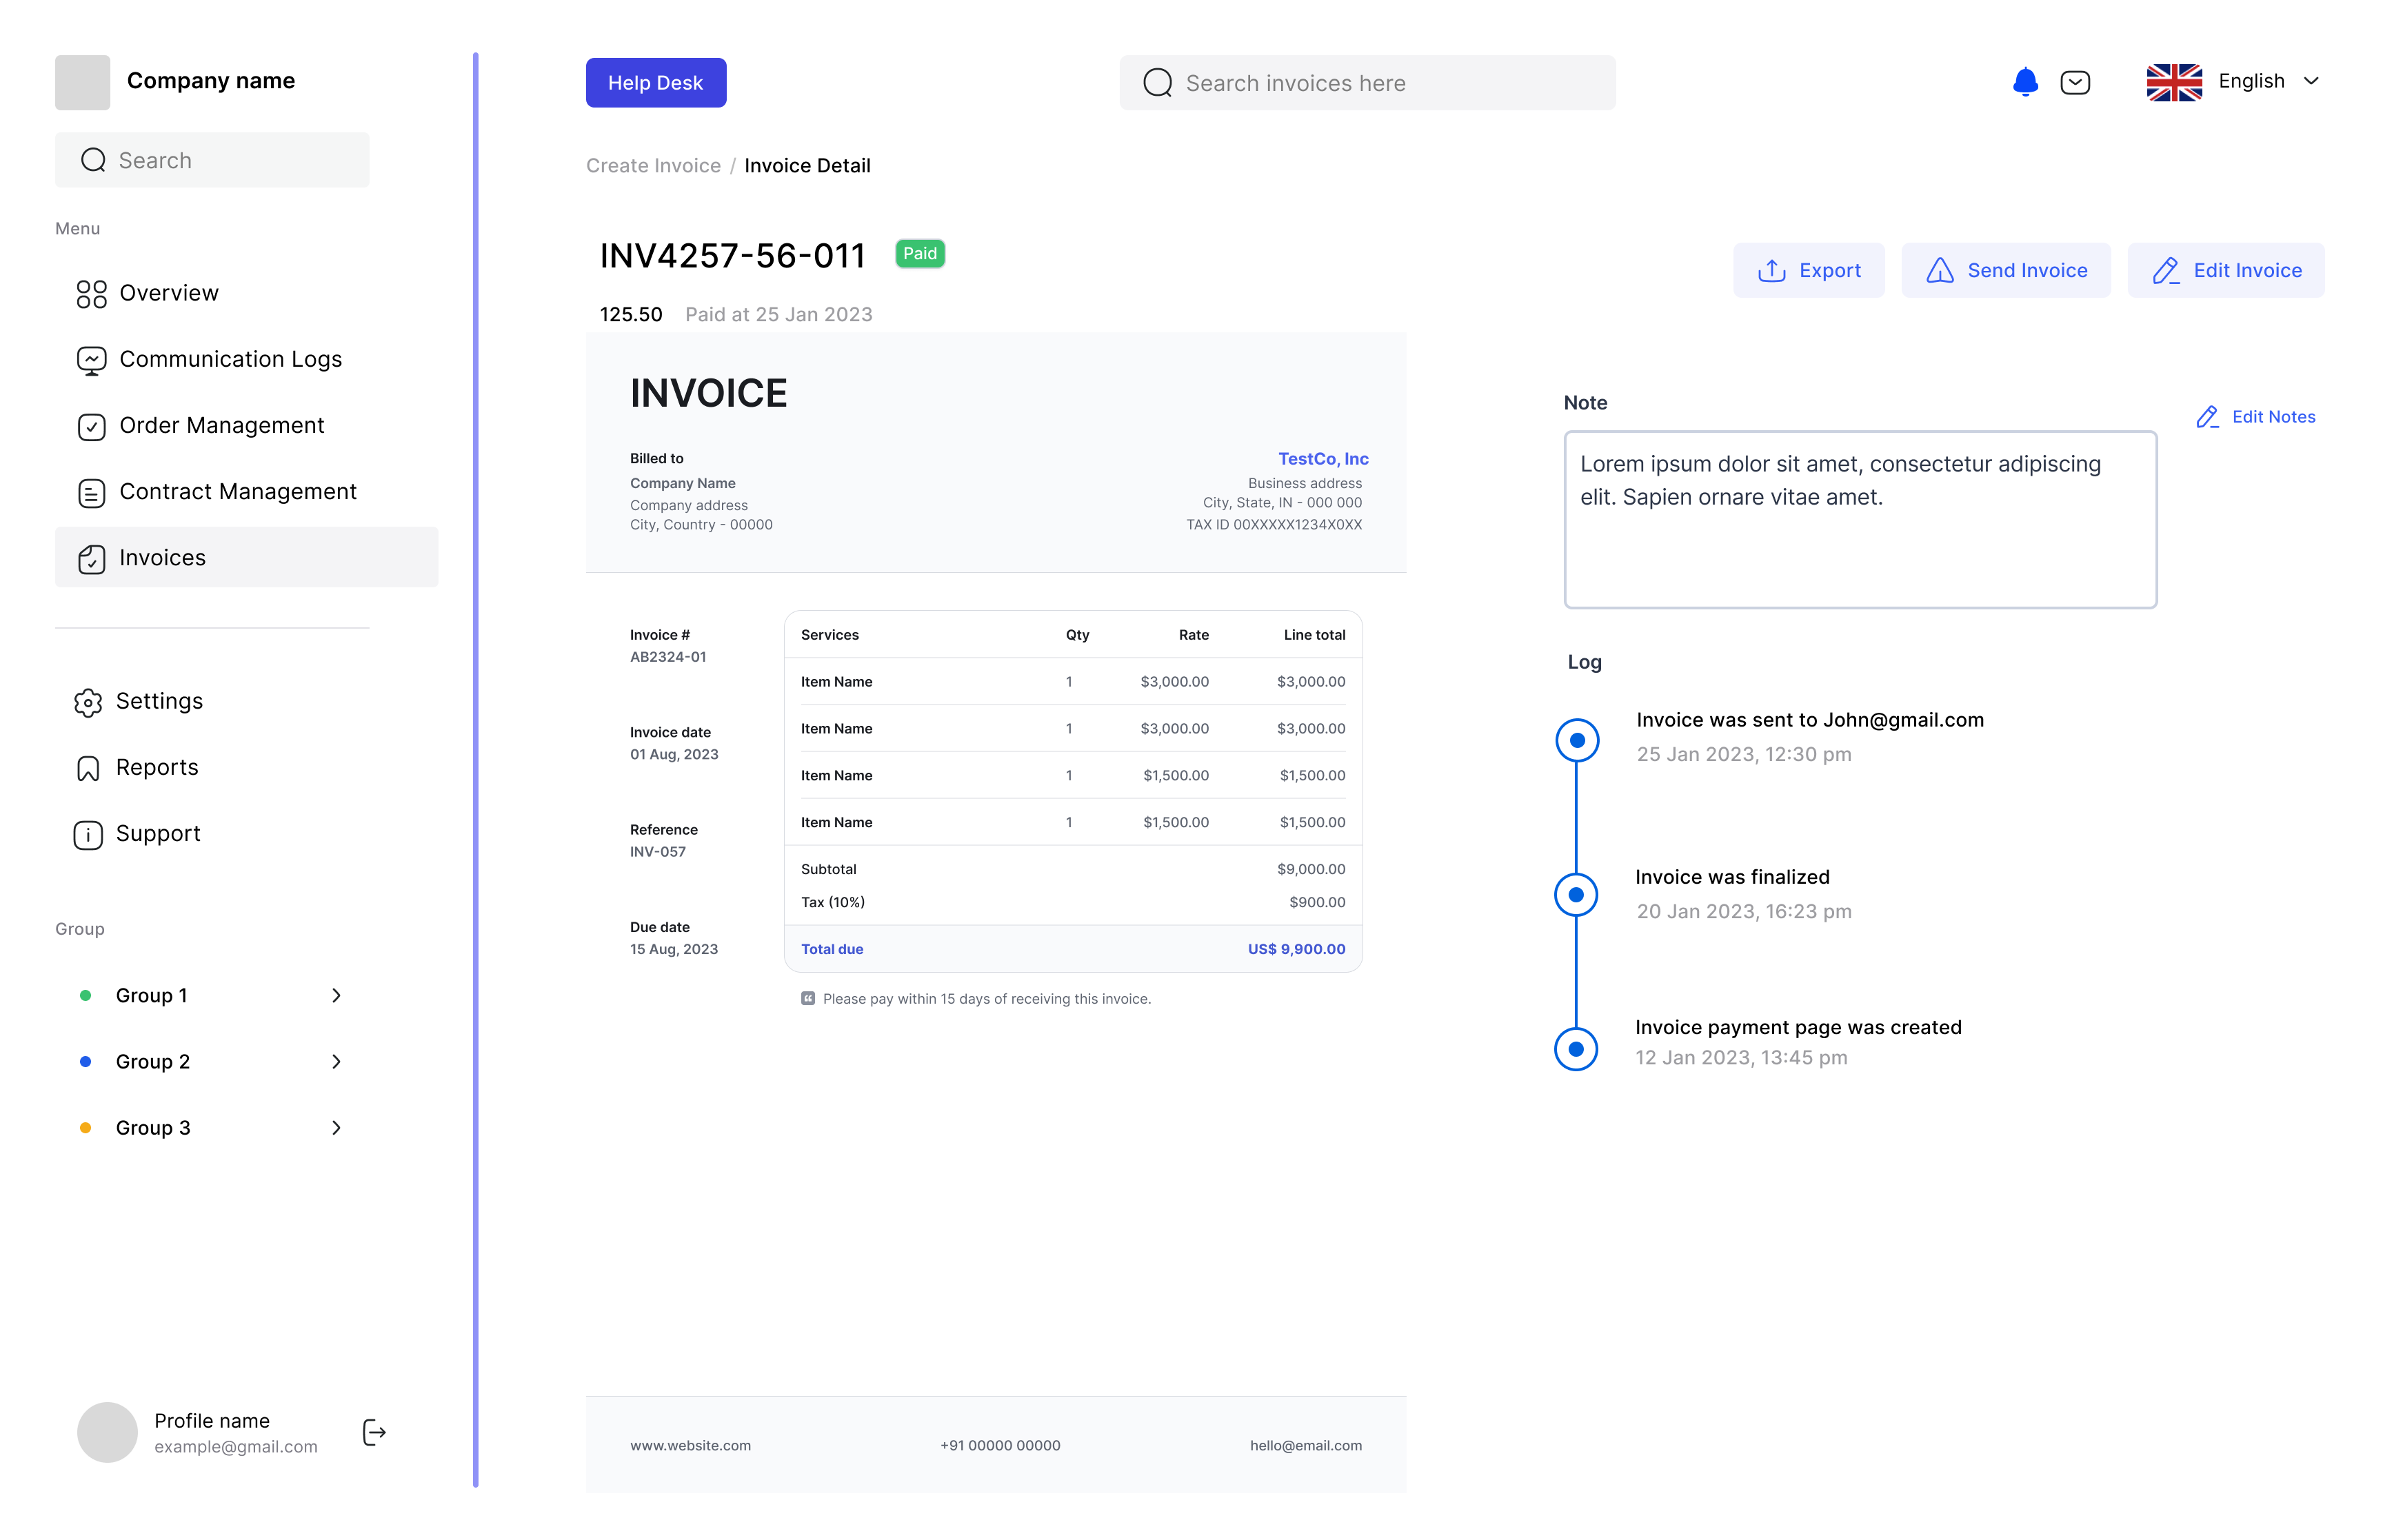 Company name
Search
Menu
Overview
Communication Logs
Order Management
Contract Management
Invoices
Settings
Reports
Support
Group
Group 1
Group 2
Group 3
Profile name
example@gmail.com
Help Desk
Search invoices here
English
Create Invoice / Invoice Detail
INV4257-56-011 Paid
125.50 Paid at 25 Jan 2023
Export
Send Invoice
Edit Invoice
INVOICE
Billed to
Company Name
Company address
City, Country - 00000
TestCo, Inc
Business address
City, State, IN - 000 000
TAX ID 00XXXXX1234X0XX
Invoice #
AB2324-01
Invoice date
01 Aug, 2023
Reference
INV-057
Due date
15 Aug, 2023
Services Qty Rate Line total
Item Name 1 $3,000.00 $3,000.00
Item Name 1 $3,000.00 $3,000.00
Item Name 1 $1,500.00 $1,500.00
Item Name 1 $1,500.00 $1,500.00
Subtotal $9,000.00
Tax (10%) $900.00
Total due US$ 9,900.00
Please pay within 15 days of receiving this invoice.
www.website.com +91 00000 00000 hello@email.com
Note
Edit Notes
Lorem ipsum dolor sit amet, consectetur adipiscing
elit. Sapien ornare vitae amet.
Log
Invoice was sent to John@gmail.com
25 Jan 2023, 12:30 pm
Invoice was finalized
20 Jan 2023, 16:23 pm
Invoice payment page was created
12 Jan 2023, 13:45 pm